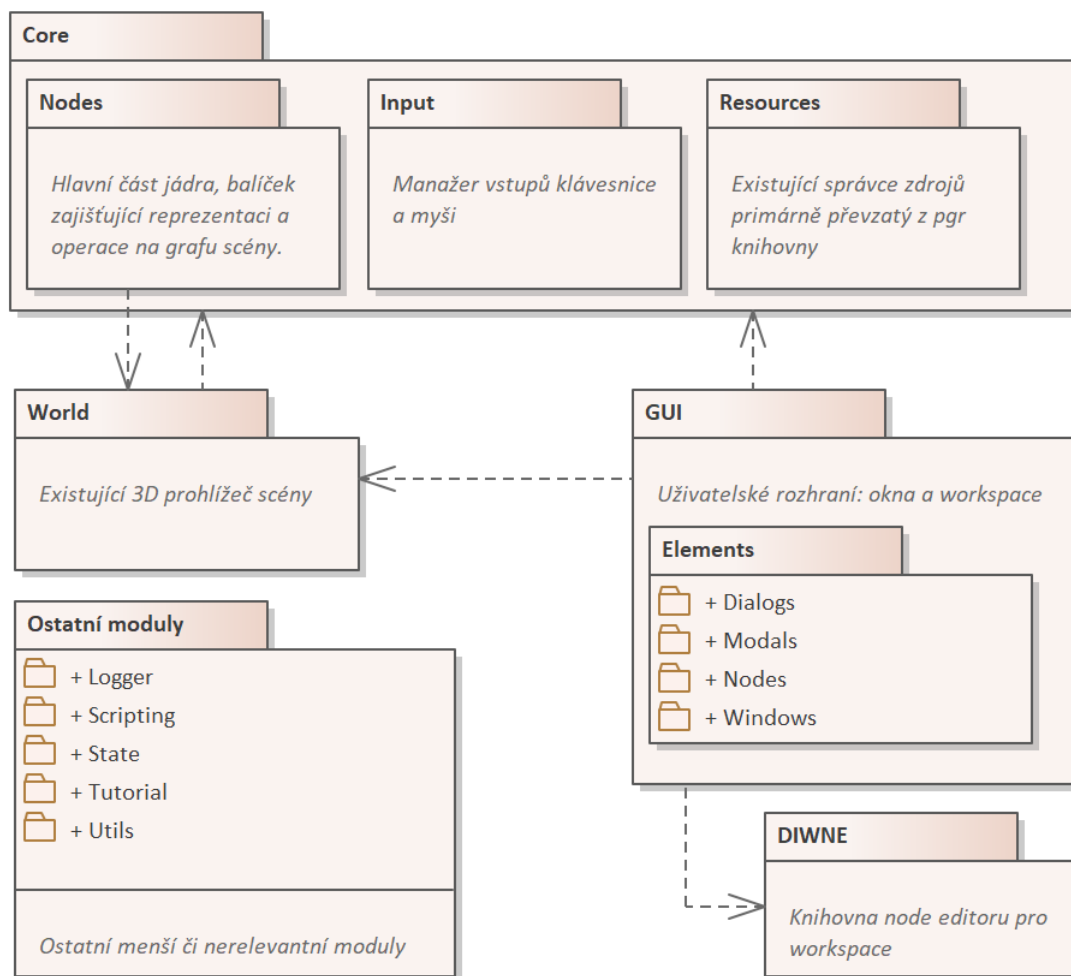 Core
Nodes
Hlavní část jádra, balíček
zajišťující reprezentaci a
operace na grafu scény.
Input
Manažer vstupů klávesnice
a myši
Resources
Existující správce zdrojů
primárně převzatý z pgr
knihovny
World
Existující 3D prohlížeč scény
GUI
Uživatelské rozhraní: okna a workspace
Elements
+ Dialogs
+ Modals
+ Nodes
+ Windows
Ostatní moduly
+ Logger
+ Scripting
+ State
+ Tutorial
+ Utils
Ostatní menší či nerelevantní moduly
DIWNE
Knihovna node editoru pro
workspace